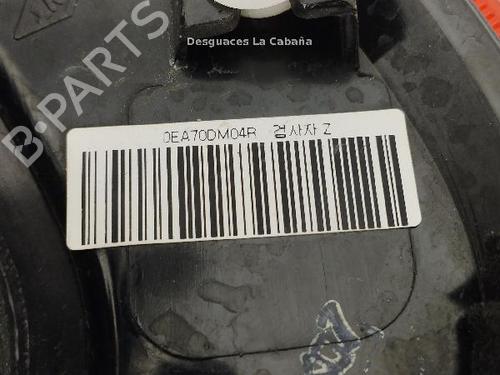 Desguaces La Cabaña
0EA70DM04R 검사자 Z
B-PARTS